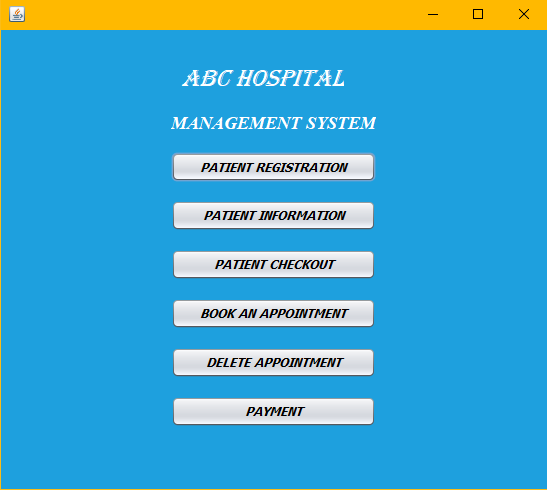 ABC HOSPITAL
MANAGEMENT SYSTEM
PATIENT REGISTRATION
PATIENT INFORMATION
PATIENT CHECKOUT
BOOK AN APPOINTMENT
DELETE APPOINTMENT
PAYMENT